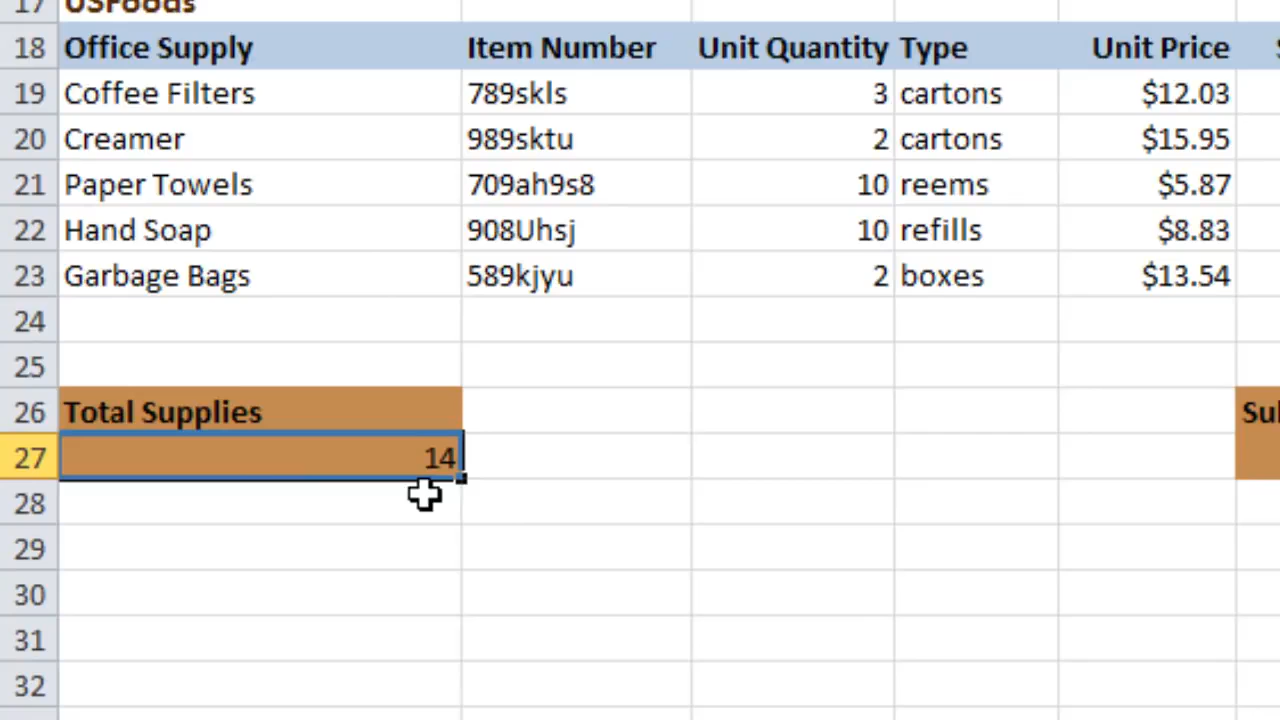 17 USFoods
18 Office Supply Item Number Unit Quantity Type Unit Price
19 Coffee Filters 789skls 3 cartons $12.03
20 Creamer 989sktu 2 cartons $15.95
21 Paper Towels 709ah9s8 10 reems $5.87
22 Hand Soap 908Uhsj 10 refills $8.83
23 Garbage Bags 589kjyu 2 boxes $13.54
24
25
26 Total Supplies
27 14
28
29
30
31
32